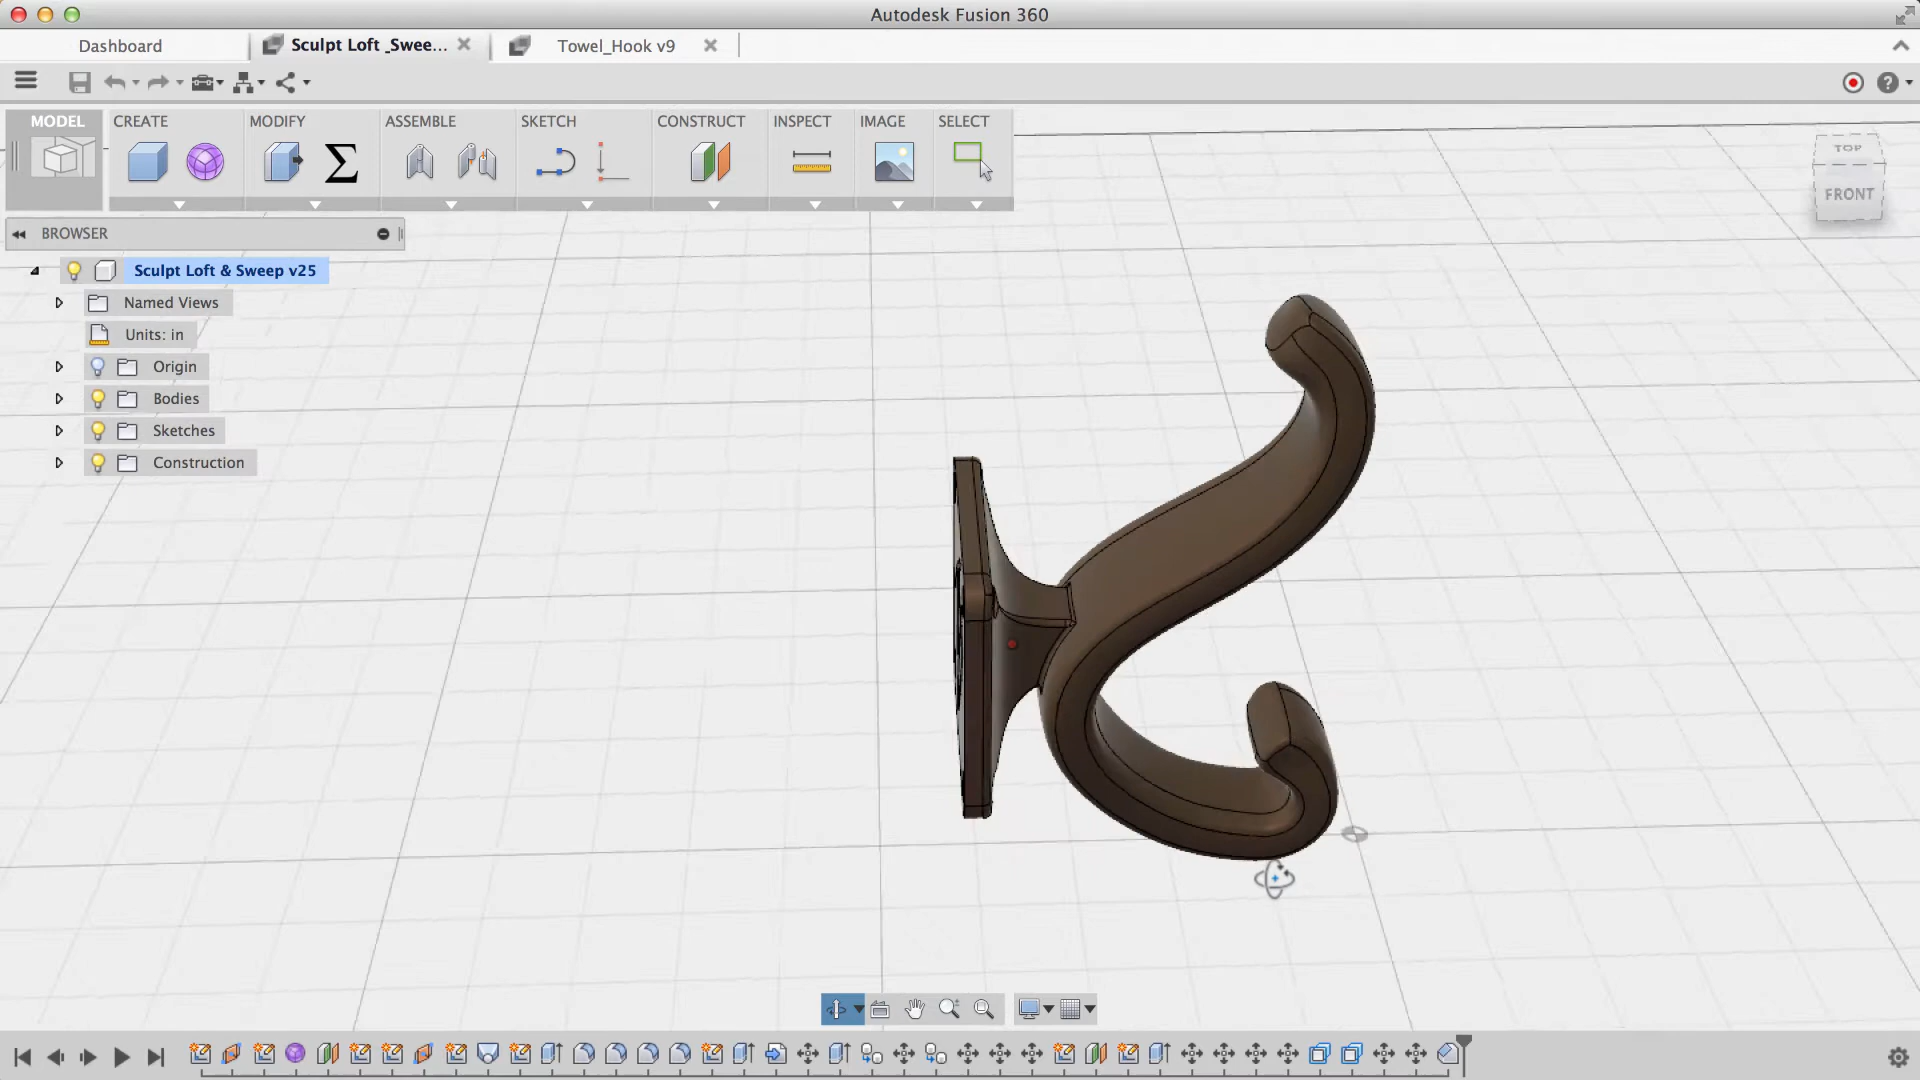 Autodesk Fusion 360
Dashboard
Sculpt Loft _Swee...
Towel_Hook v9
MODEL
CREATE
MODIFY
ASSEMBLE
SKETCH
CONSTRUCT
INSPECT
IMAGE
SELECT
TOP
FRONT
BROWSER
Sculpt Loft & Sweep v25
Named Views
Units: in
Origin
Bodies
Sketches
Construction